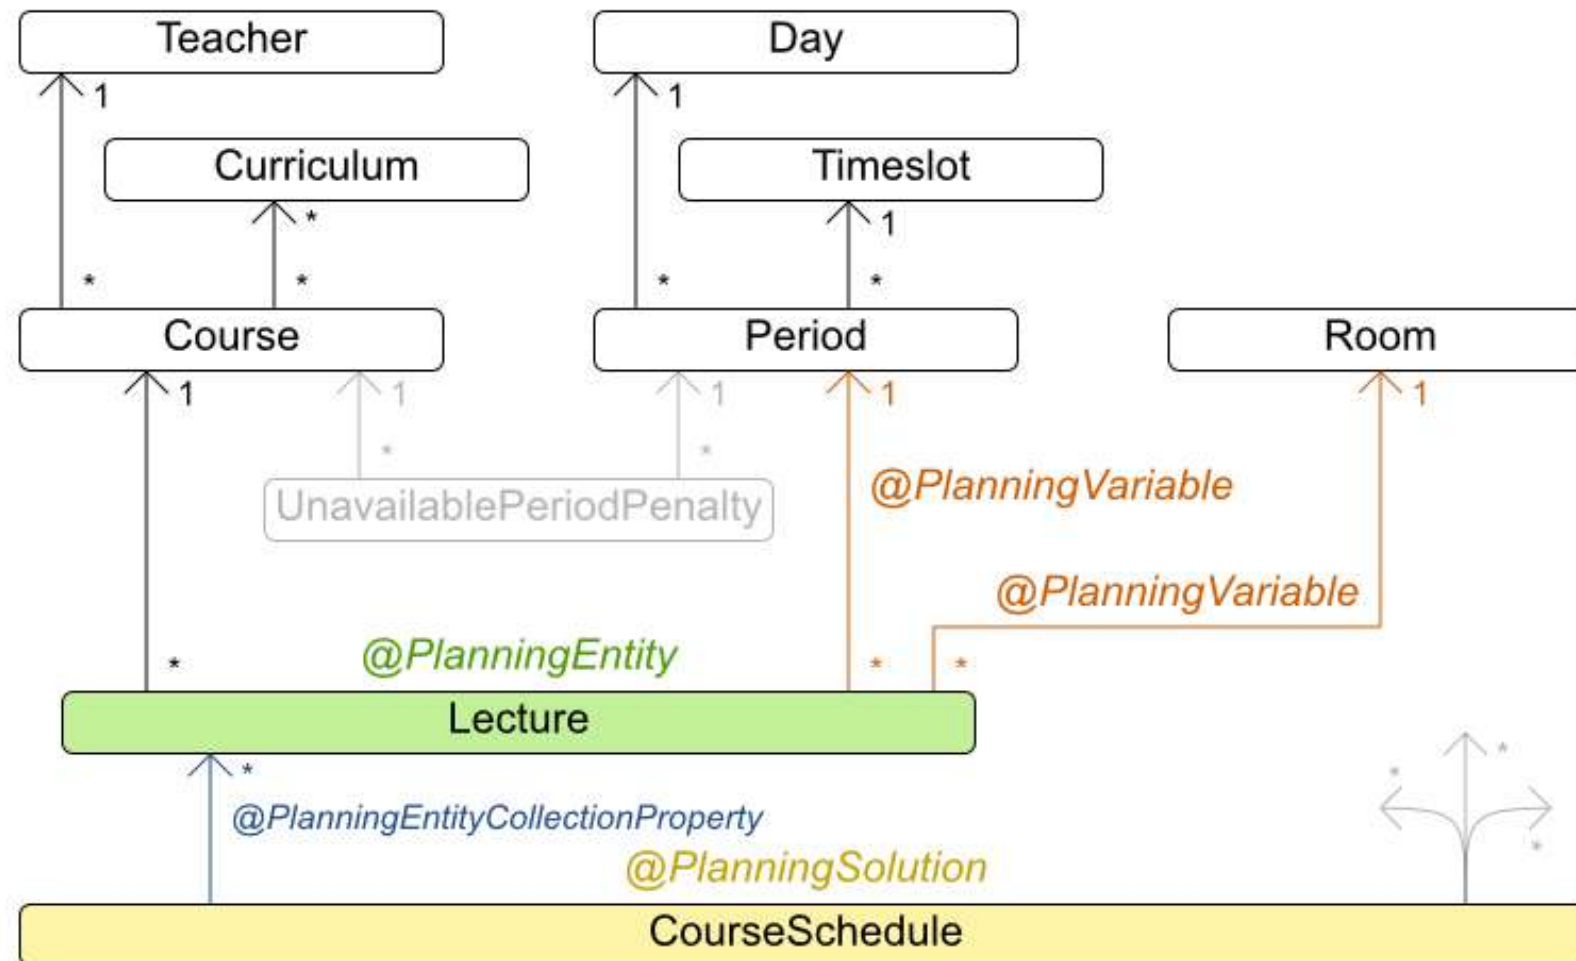 Teacher
Day
1
1
Curriculum
Timeslot
*
1
*
*
*
*
Course
Period
Room
1
1
1
1
1
*
*
@PlanningVariable
UnavailablePeriodPenalty
@PlanningVariable
@PlanningEntity
*
*
*
Lecture
*
*
*
@PlanningEntityCollectionProperty
*
@PlanningSolution
CourseSchedule